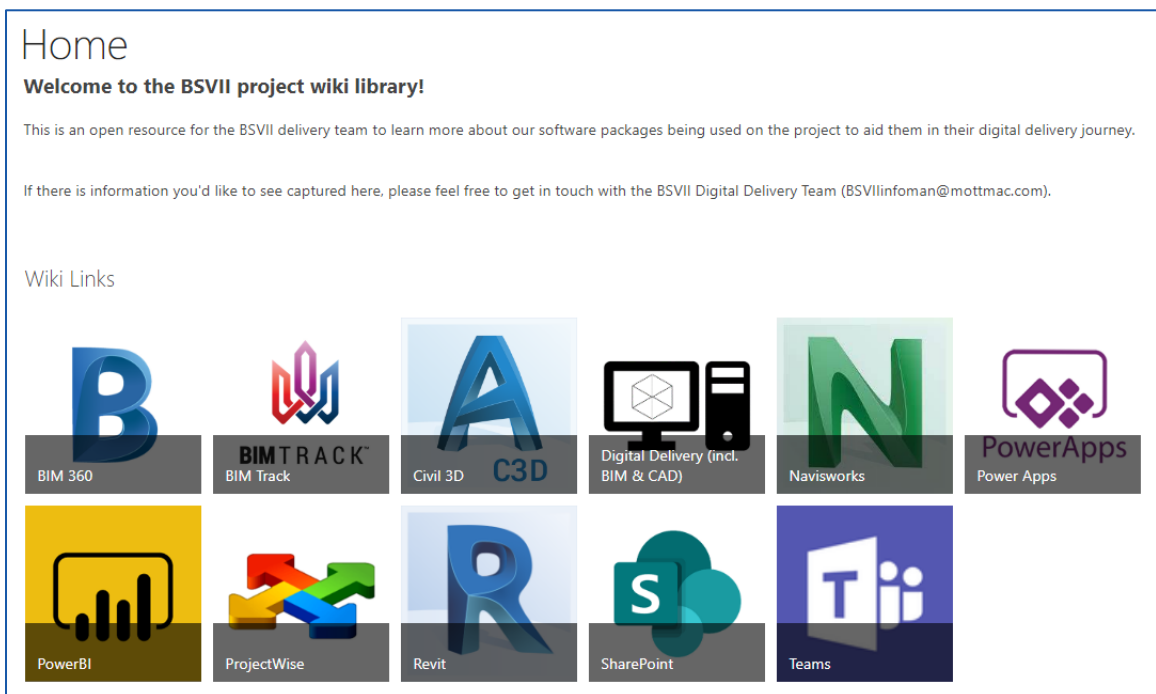 Home
Welcome to the BSVII project wiki library!
This is an open resource for the BSVII delivery team to learn more about our software packages being used on the project to aid them in their digital delivery journey.
If there is information you'd like to see captured here, please feel free to get in touch with the BSVII Digital Delivery Team (BSVIIinfoman@mottmac.com).
Wiki Links
B
BIM 360
BIMTRACK™
BIM Track
A
C3D
Civil 3D
Digital Delivery (incl.
BIM & CAD)
N
Navisworks
PowerApps
Power Apps
PowerBI
ProjectWise
R
Revit
S
SharePoint
T
Teams